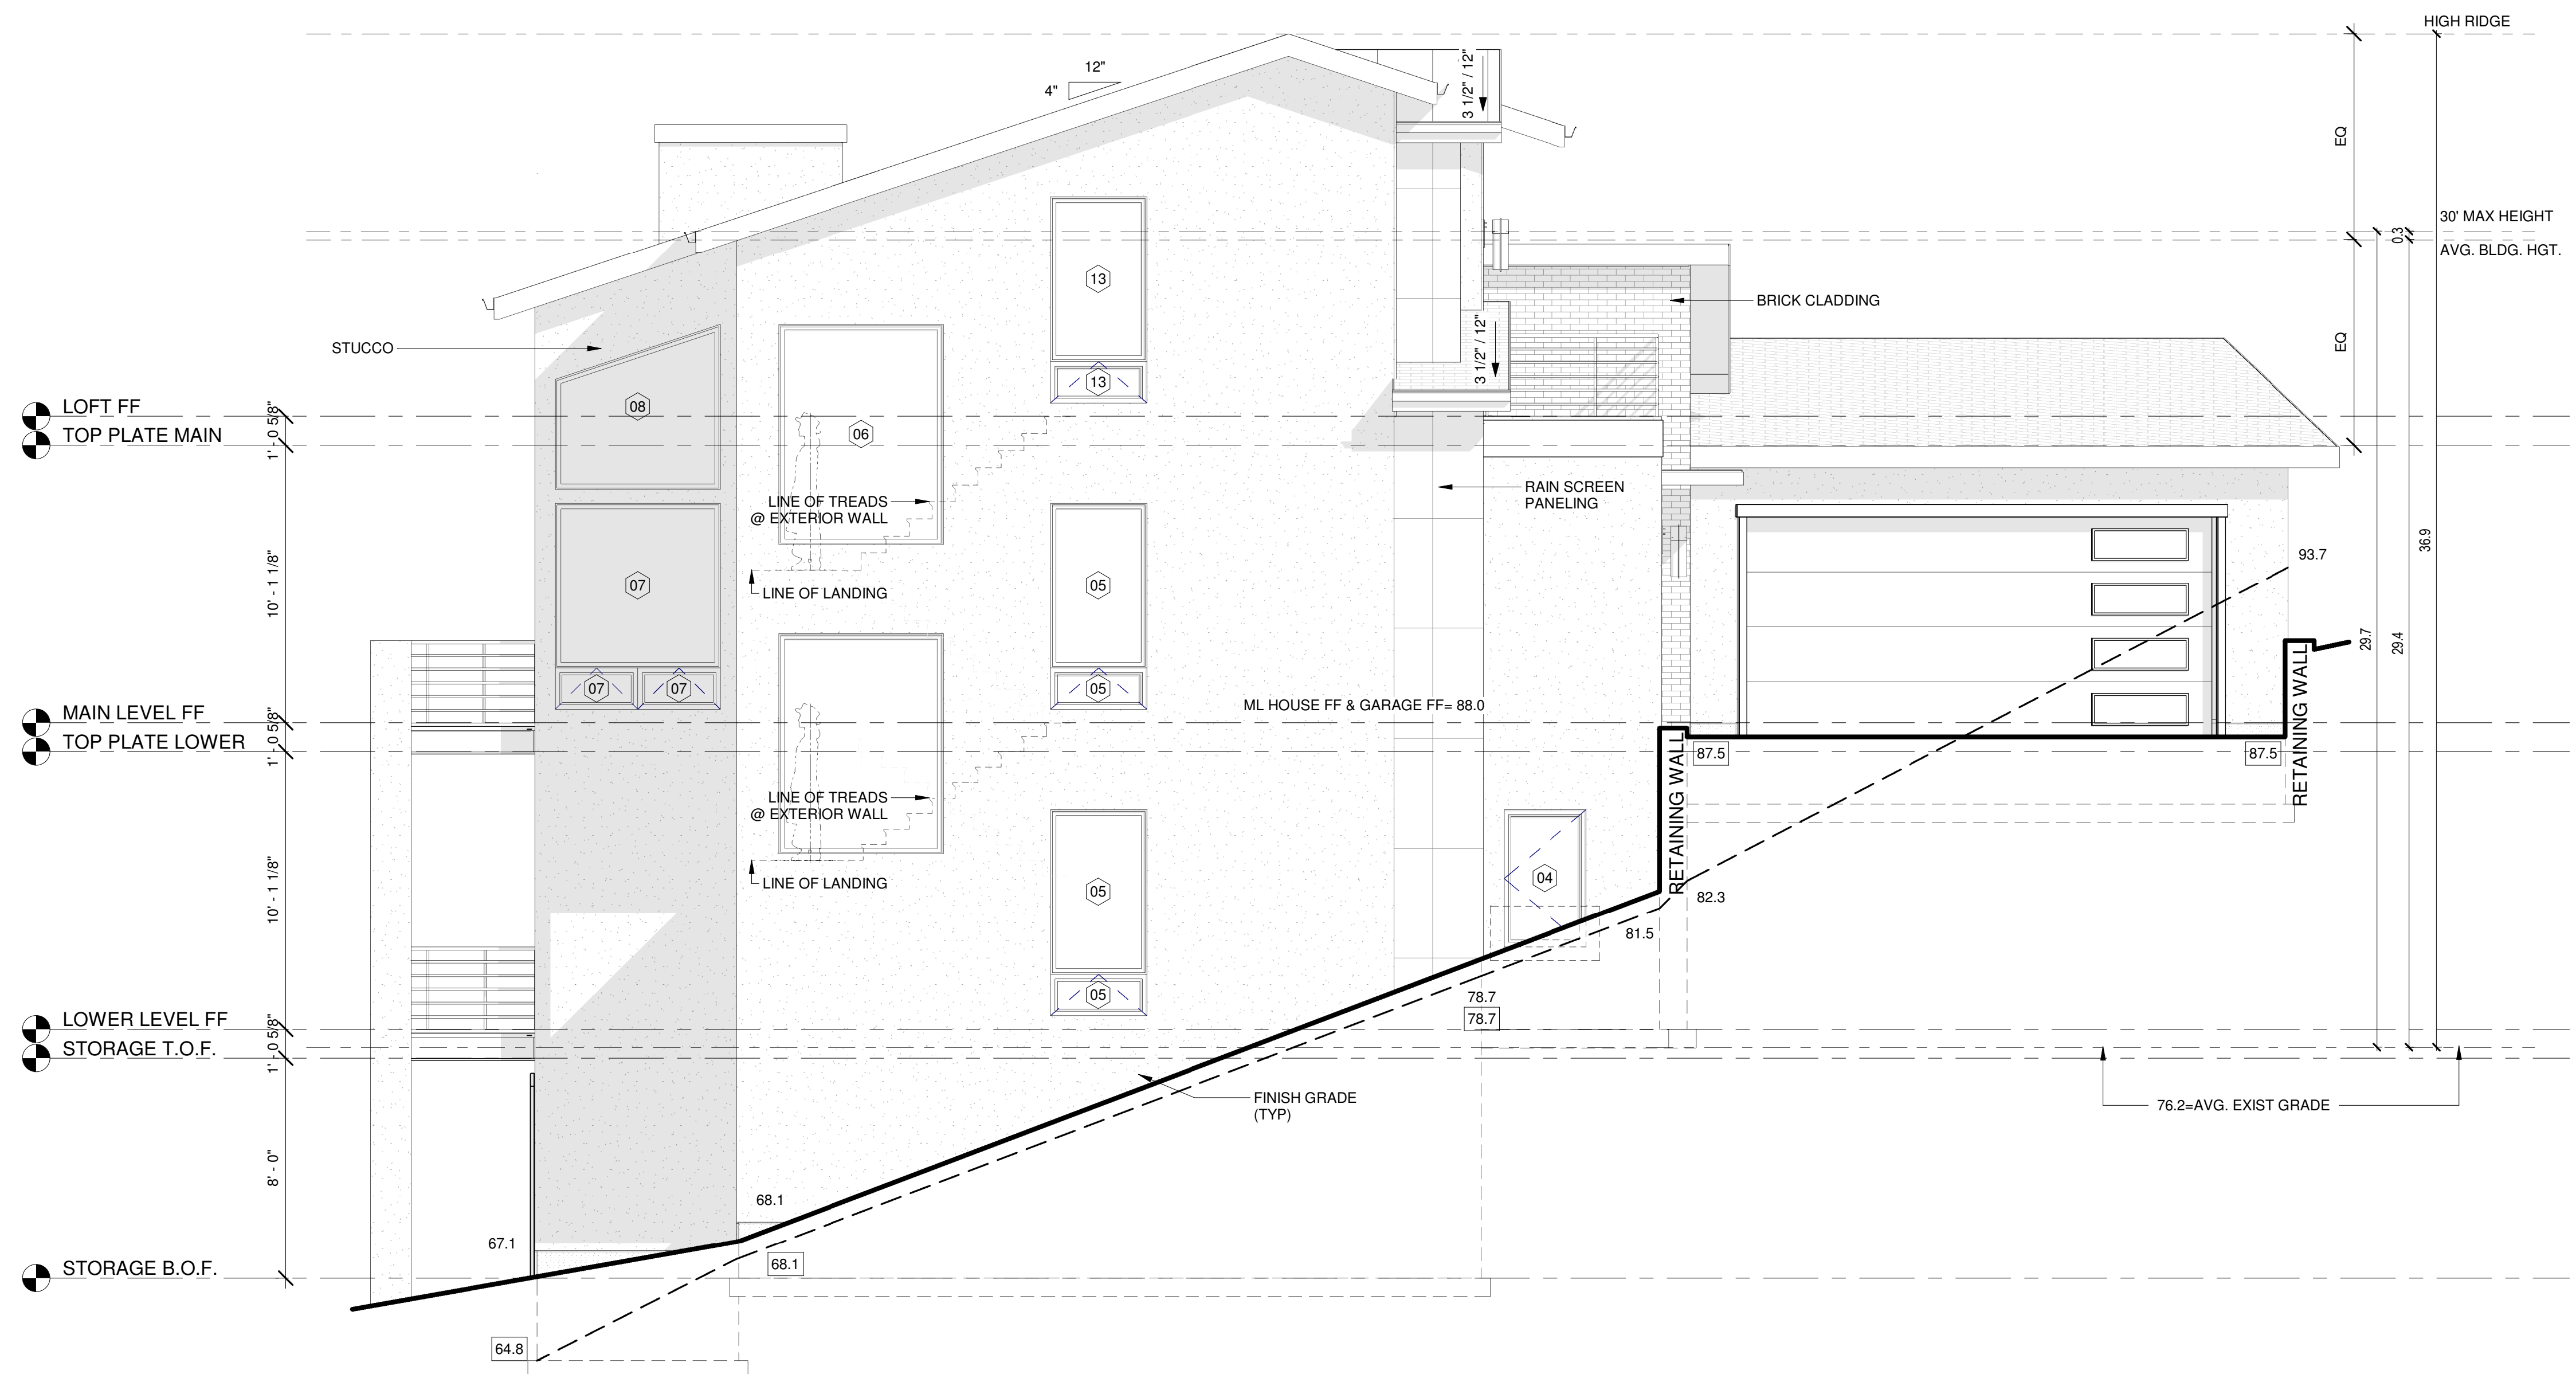 HIGH RIDGE
12"
4"
3 1/2" / 12"
EQ
30' MAX HEIGHT
0.3
AVG. BLDG. HGT.
13
BRICK CLADDING
STUCCO
3 1/2" / 12"
EQ
13
08
LOFT FF
1' - 0 5/8"
TOP PLATE MAIN
06
LINE OF TREADS
@ EXTERIOR WALL
RAIN SCREEN
PANELING
36.9
93.7
10' - 1 1/8"
07
05
LINE OF LANDING
29.7
29.4
07
07
05
ML HOUSE FF & GARAGE FF= 88.0
RETAINING WALL
MAIN LEVEL FF
1' - 0 5/8"
TOP PLATE LOWER
87.5
87.5
LINE OF TREADS
@ EXTERIOR WALL
RETAINING WALL
10' - 1 1/8"
LINE OF LANDING
05
04
82.3
81.5
05
78.7
78.7
LOWER LEVEL FF
1' - 0 5/8"
STORAGE T.O.F.
FINISH GRADE
(TYP)
76.2=AVG. EXIST GRADE
8' - 0"
68.1
67.1
68.1
STORAGE B.O.F.
64.8